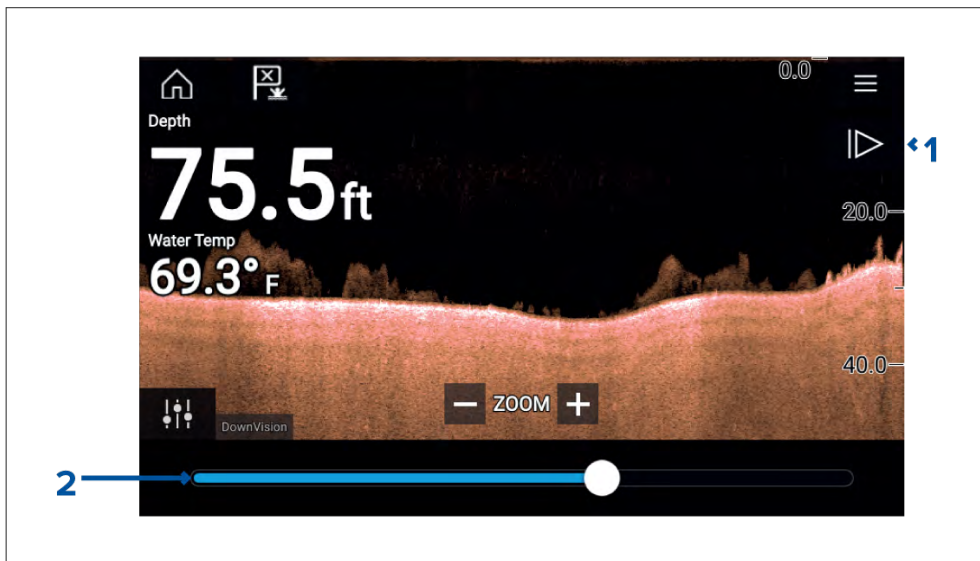 0.0
Depth
1
75.5ft
20.0
Water Temp
69.3° F
40.0
− ZOOM +
DownVision
2